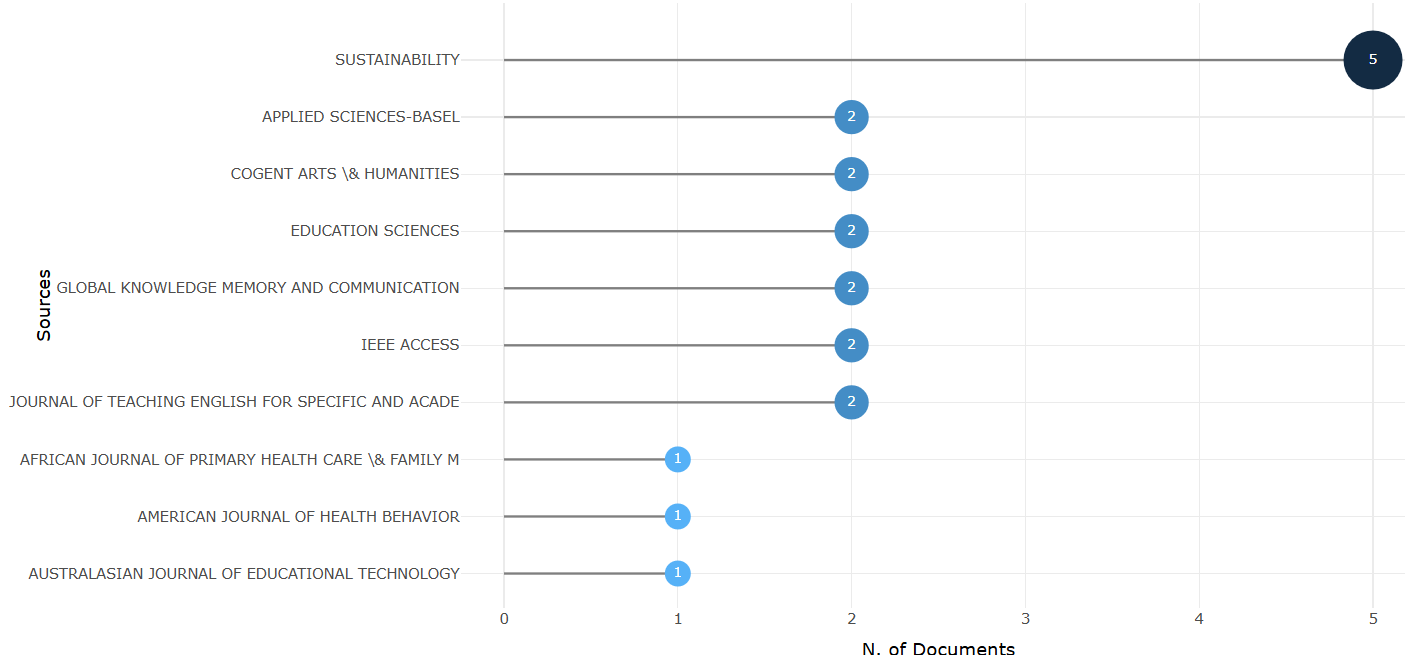 SUSTAINABILITY 5
APPLIED SCIENCES-BASEL 2
COGENT ARTS \& HUMANITIES 2
EDUCATION SCIENCES 2
GLOBAL KNOWLEDGE MEMORY AND COMMUNICATION 2
IEEE ACCESS 2
JOURNAL OF TEACHING ENGLISH FOR SPECIFIC AND ACADE 2
AFRICAN JOURNAL OF PRIMARY HEALTH CARE \& FAMILY M 1
AMERICAN JOURNAL OF HEALTH BEHAVIOR 1
AUSTRALASIAN JOURNAL OF EDUCATIONAL TECHNOLOGY 1
Sources
0 1 2 3 4 5
N. of Documents